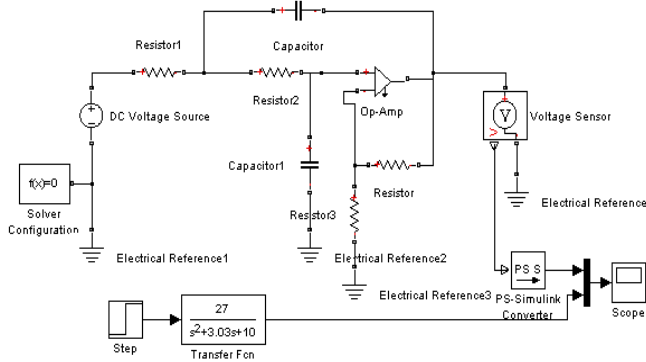 Resistor1
Capacitor
DC Voltage Source
Resistor2
Op-Amp
V
Voltage Sensor
V
f(x)=0
Capacitor1
Resistor
Solver
Configuration
Resistor3
Electrical Reference
Electrical Reference1
Electrical Reference2
PS S
Electrical Reference3
PS-Simulink
Converter
Scope
27
s²+3.03s+10
Step
Transfer Fcn